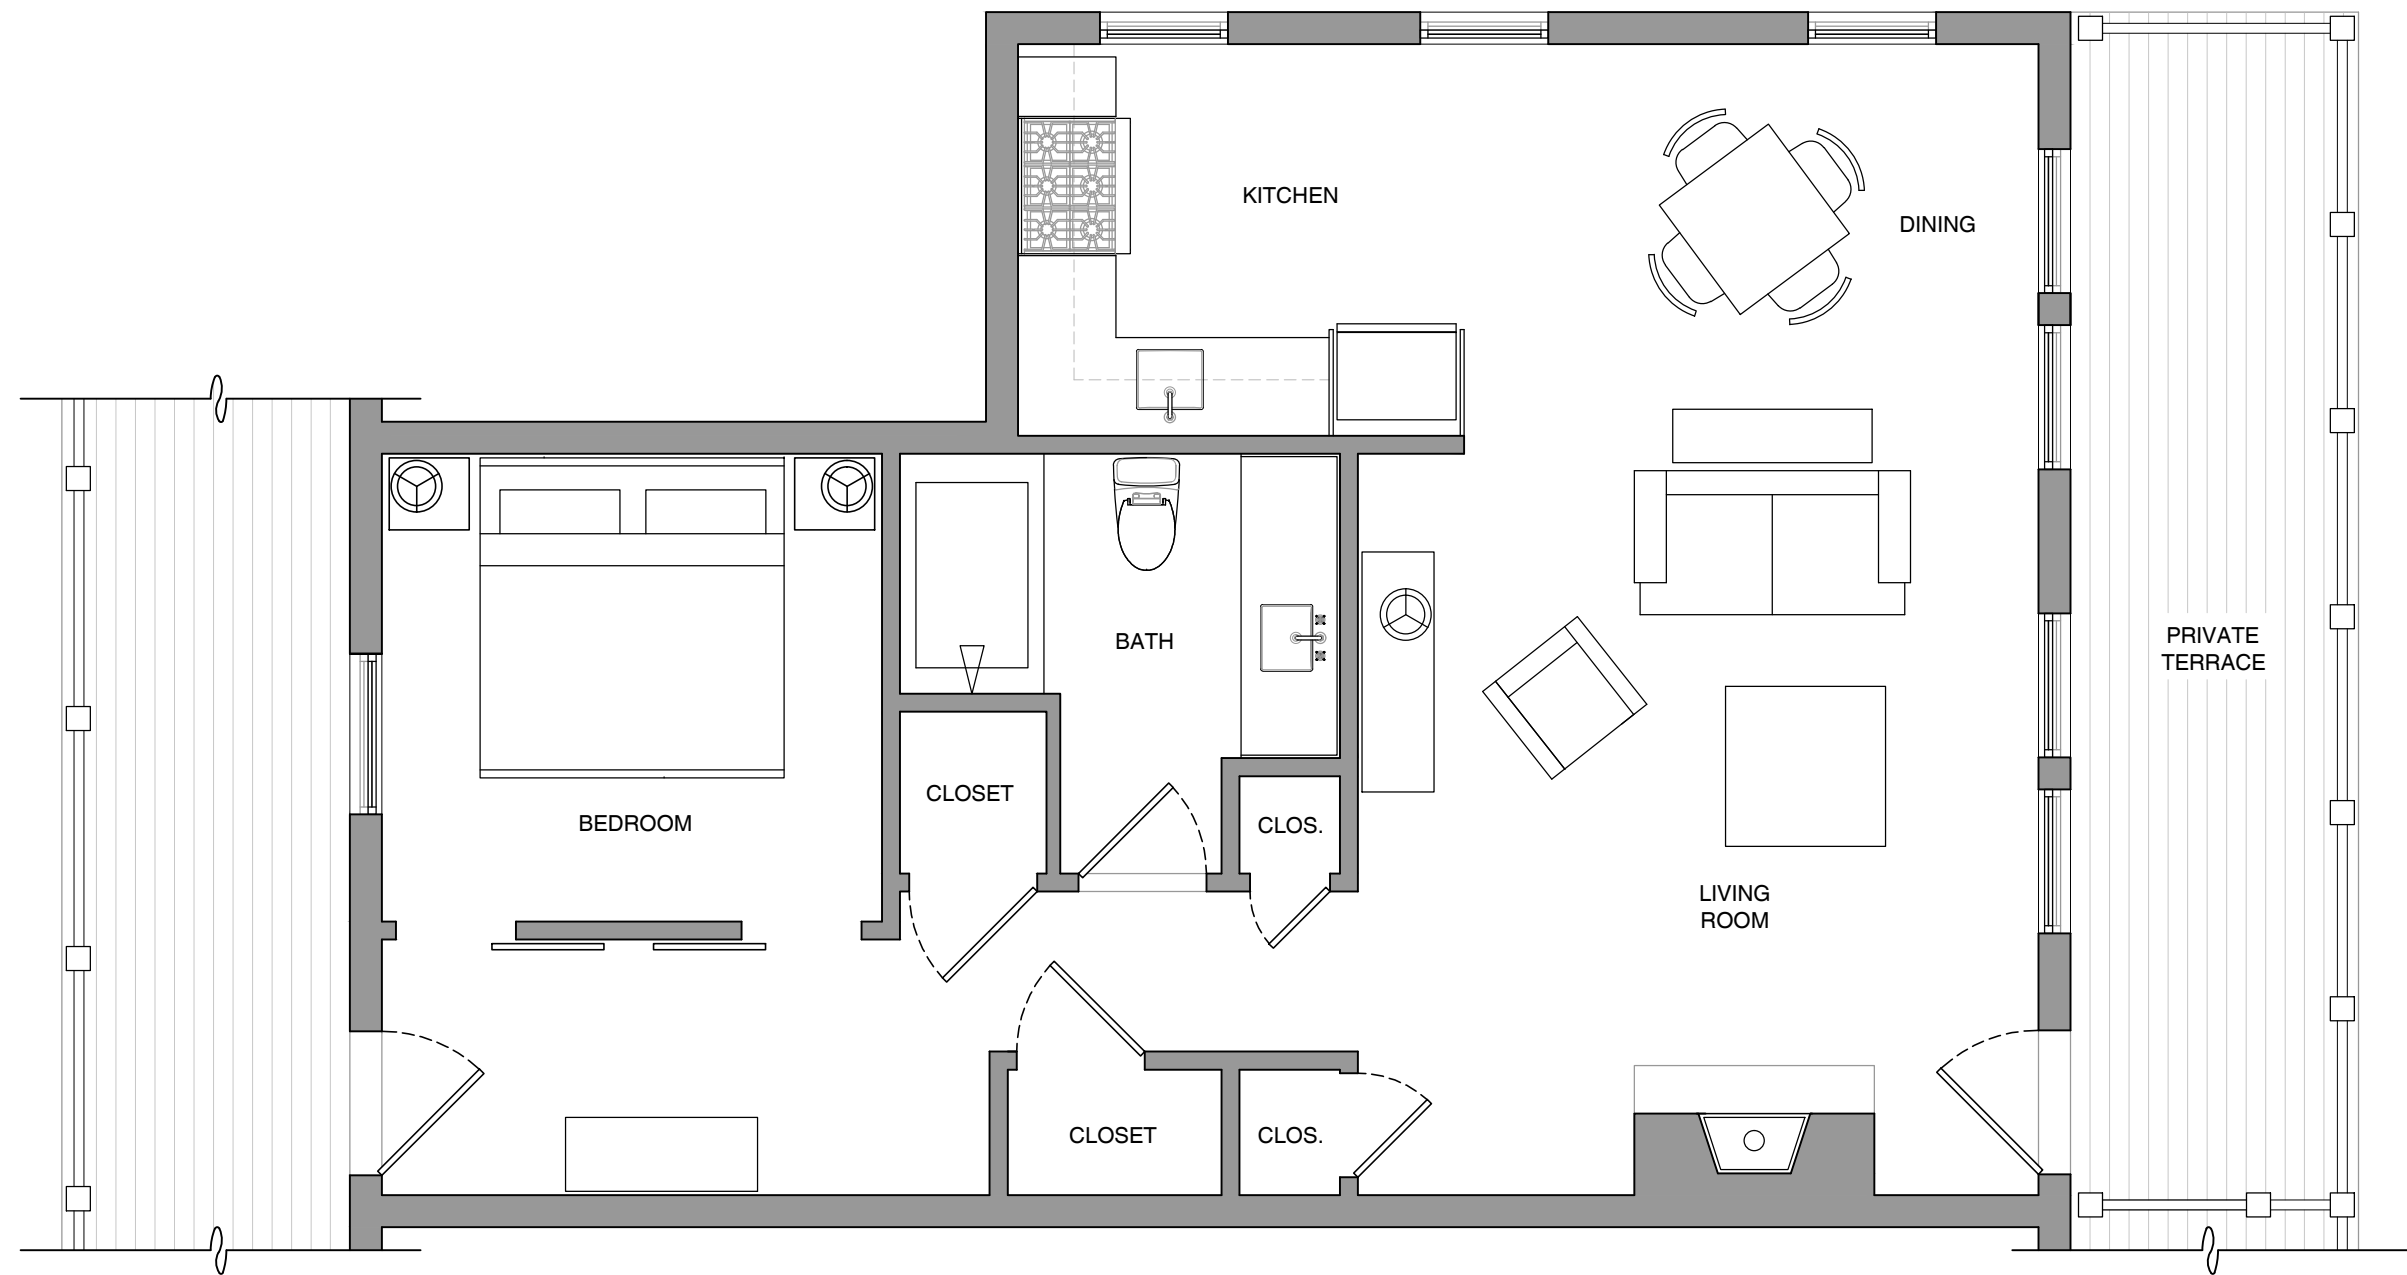 KITCHEN
DINING
PRIVATE
TERRACE
BATH
CLOSET
BEDROOM
CLOS.
LIVING
ROOM
CLOSET
CLOS.